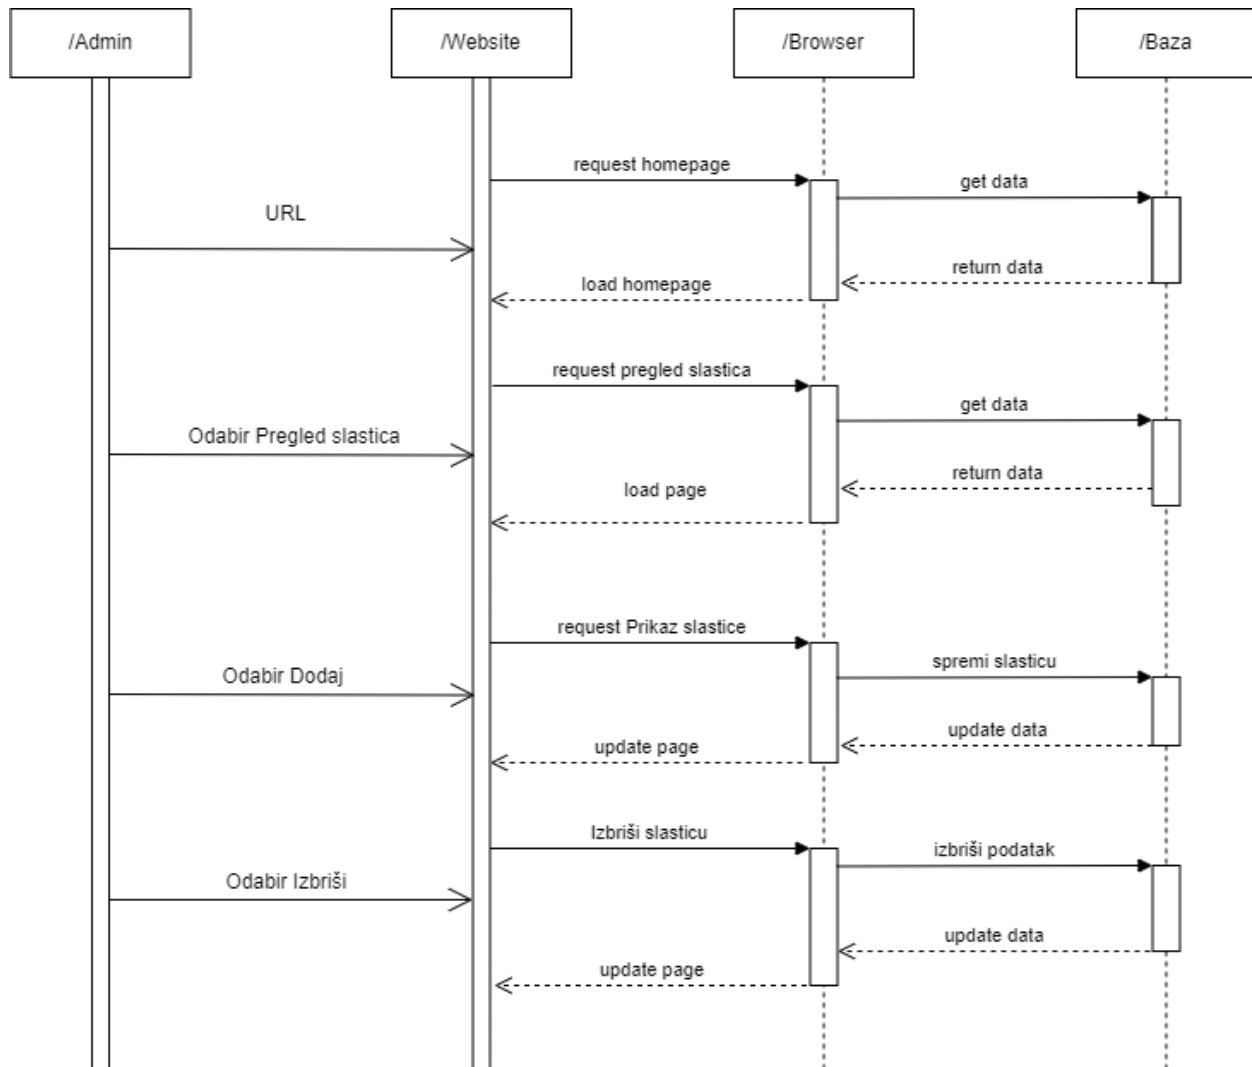 /Admin
/Website
/Browser
/Baza
request homepage
get data
URL
return data
load homepage
request pregled slastica
get data
Odabir Pregled slastica
return data
load page
request Prikaz slastice
spremi slasticu
Odabir Dodaj
update data
update page
Izbriši slasticu
izbriši podatak
Odabir Izbriši
update data
update page